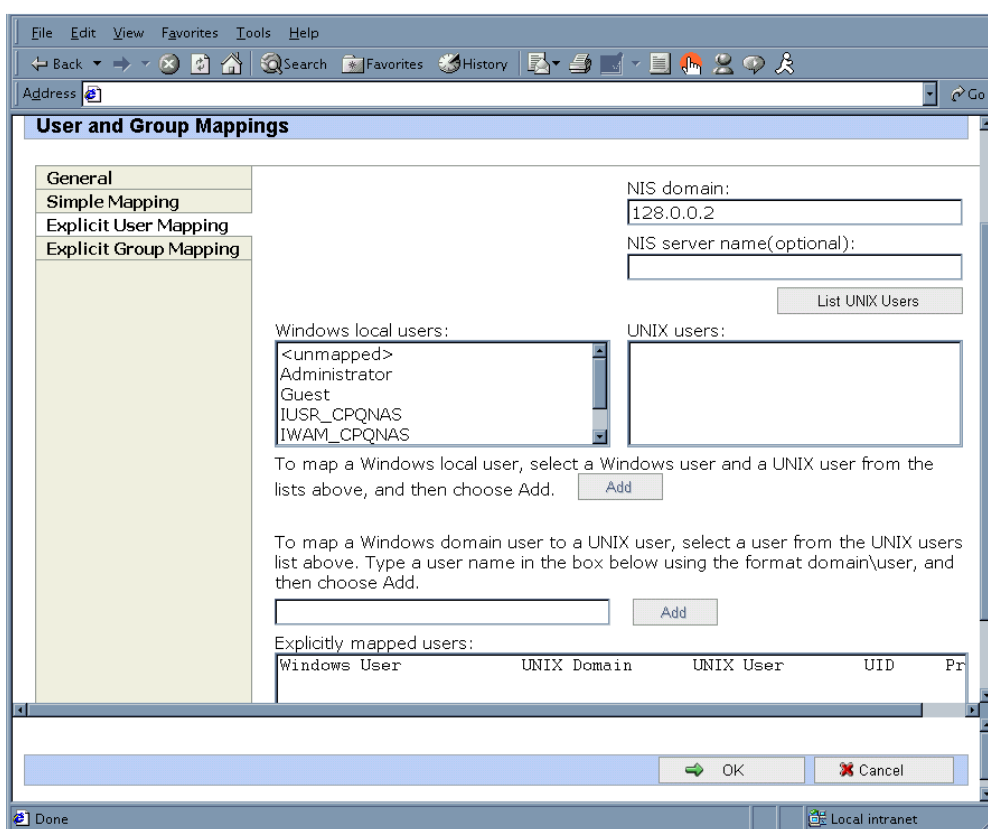 File Edit View Favorites Tools Help
Back Search Favorites History
Address Go
User and Group Mappings
General
Simple Mapping
Explicit User Mapping
Explicit Group Mapping
NIS domain:
128.0.0.2
NIS server name(optional):
List UNIX Users
Windows local users:
<unmapped>
Administrator
Guest
IUSR_CPQNAS
IWAM_CPQNAS
UNIX users:
To map a Windows local user, select a Windows user and a UNIX user from the
lists above, and then choose Add. Add
To map a Windows domain user to a UNIX user, select a user from the UNIX users
list above. Type a user name in the box below using the format domain\user, and
then choose Add.
Add
Explicitly mapped users:
Windows User UNIX Domain UNIX User UID Pr
OK Cancel
Done Local intranet